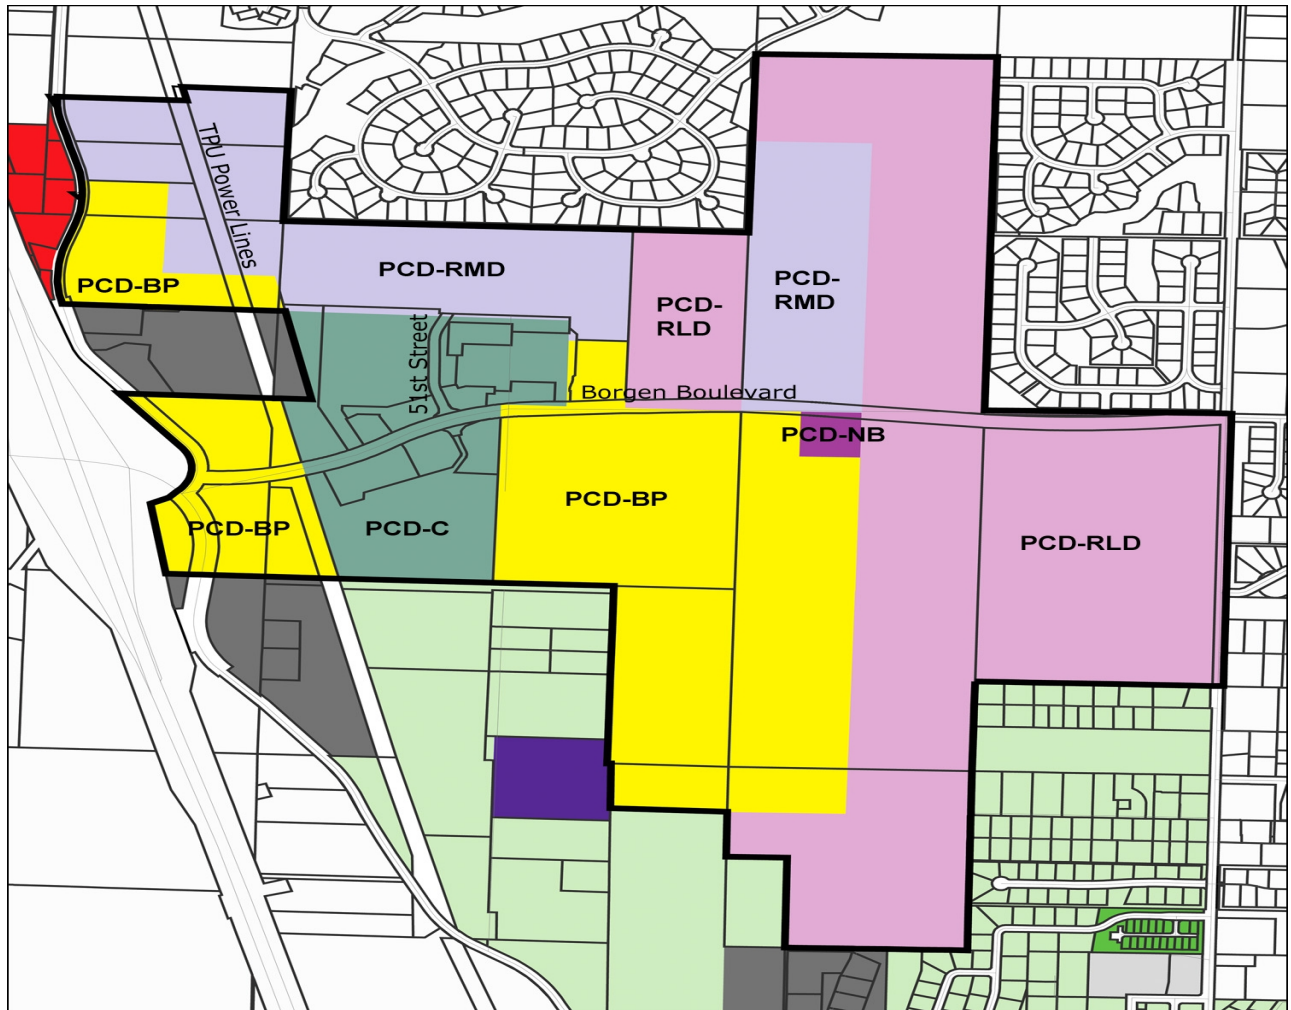 TPU Power Lines
PCD-BP
PCD-RMD
PCD-
RLD
PCD-
RMD
51st Street
Borgen Boulevard
PCD-NB
PCD-BP
PCD-C
PCD-BP
PCD-RLD